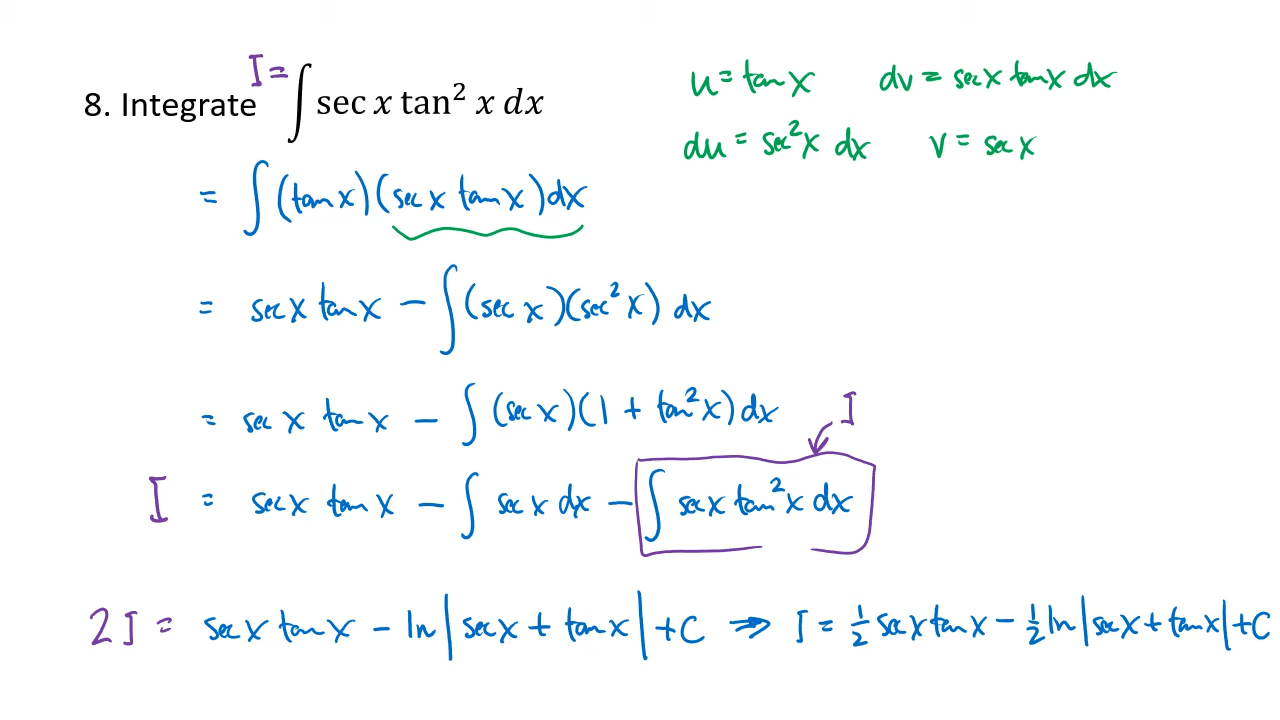 I =
8. Integrate ∫ sec x tan² x dx
u = tan x dv = sec x tan x dx
du = sec² x dx v = sec x
= ∫ (tan x)(sec x tan x) dx
= sec x tan x − ∫ (sec x)(sec² x) dx
= sec x tan x − ∫ (sec x)(1 + tan² x) dx
I
I = sec x tan x − ∫ sec x dx − ∫ sec x tan² x dx
2I = sec x tan x − ln |sec x + tan x| + C ⇒ I = ½ sec x tan x − ½ ln |sec x + tan x| + C